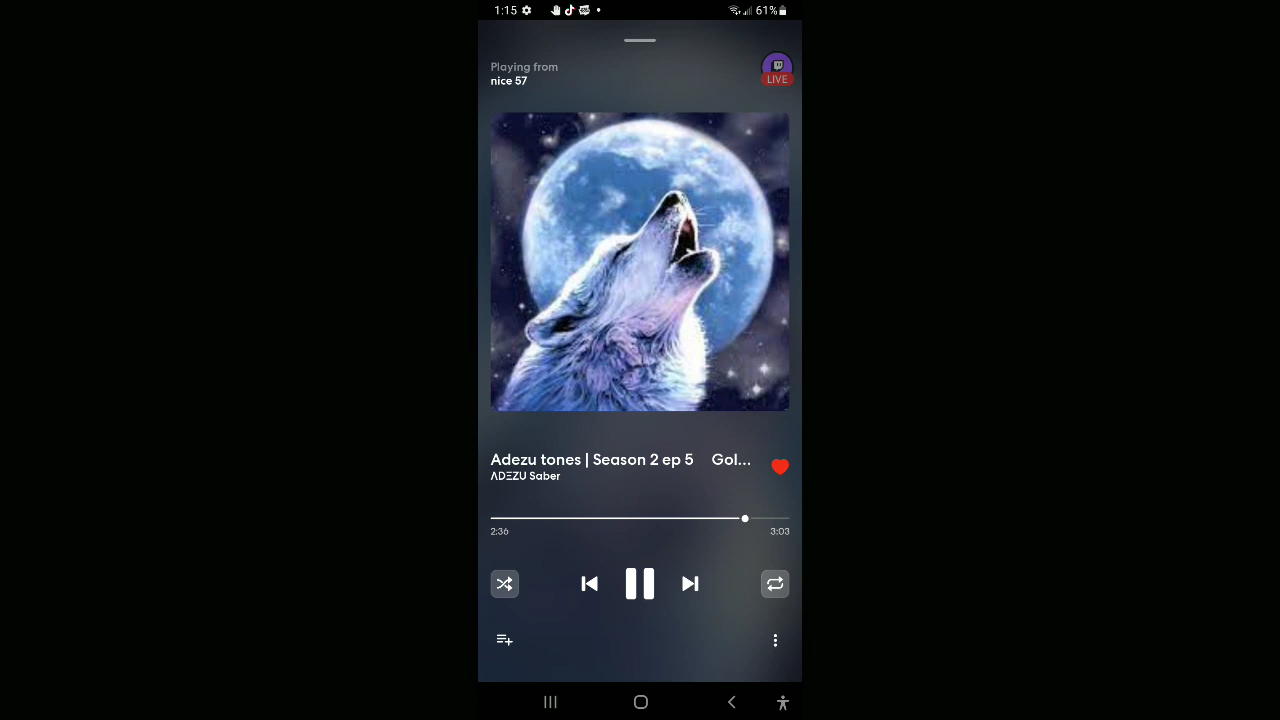 1:15
61%
Playing from
nice 57
LIVE
Adezu tones | Season 2 ep 5 Gol...
ΛDΞZU Saber
2:36
3:03